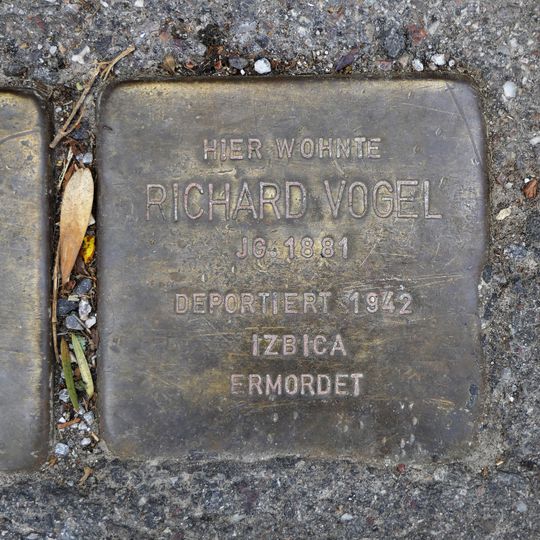 HIER WOHNTE
RICHARD VOGEL
JG. 1881
DEPORTIERT 1942
IZBICA
ERMORDET